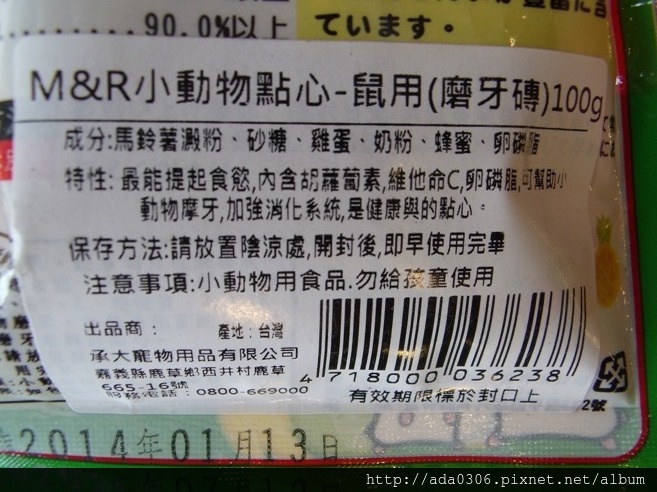 90.0%以上
ています。
M&R小動物點心-鼠用(磨牙磚)100g
成分:馬鈴薯澱粉、砂糖、雞蛋、奶粉、蜂蜜、卵磷脂
特性: 最能提起食慾,內含胡蘿蔔素,維他命C,卵磷脂,可幫助小
動物摩牙,加強消化系統,是健康與的點心。
保存方法:請放置陰涼處,開封後,即早使用完畢
注意事項:小動物用食品.勿給孩童使用
出品商： 產地：台灣
承大寵物用品有限公司
嘉義縣鹿草鄉西井村鹿草
665-16號
服務電話：0800-669000
4 718000 036238
有效期限標於封口上
2號
2014年01月13日
http://ada0306.pixnet.net/album